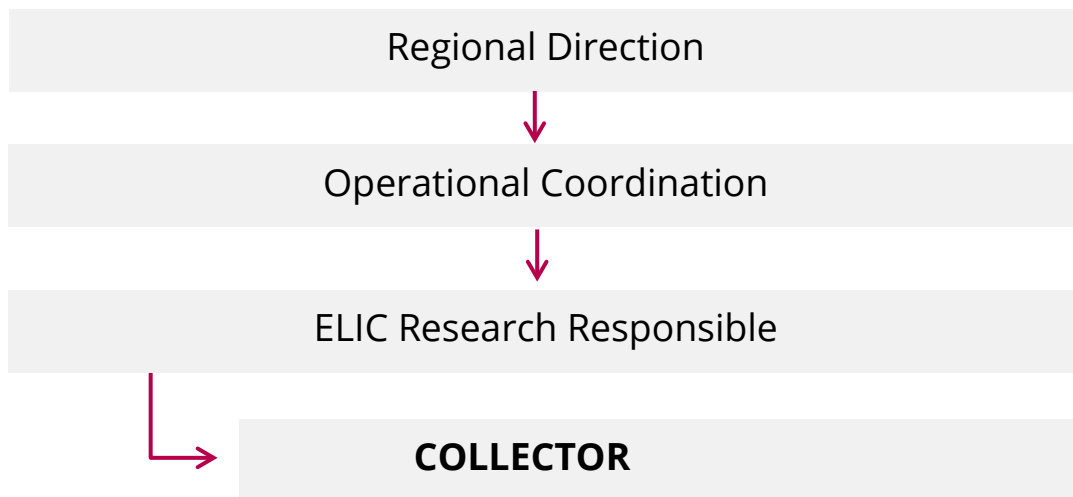 Regional Direction
Operational Coordination
ELIC Research Responsible
COLLECTOR